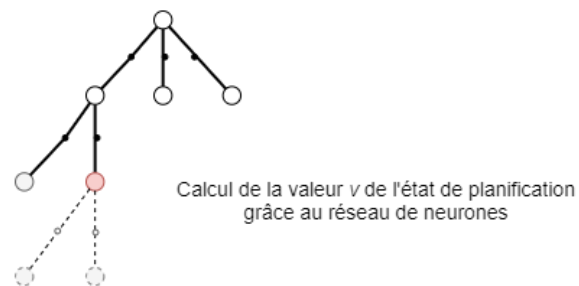 Calcul de la valeur v de l'état de planification
grâce au réseau de neurones